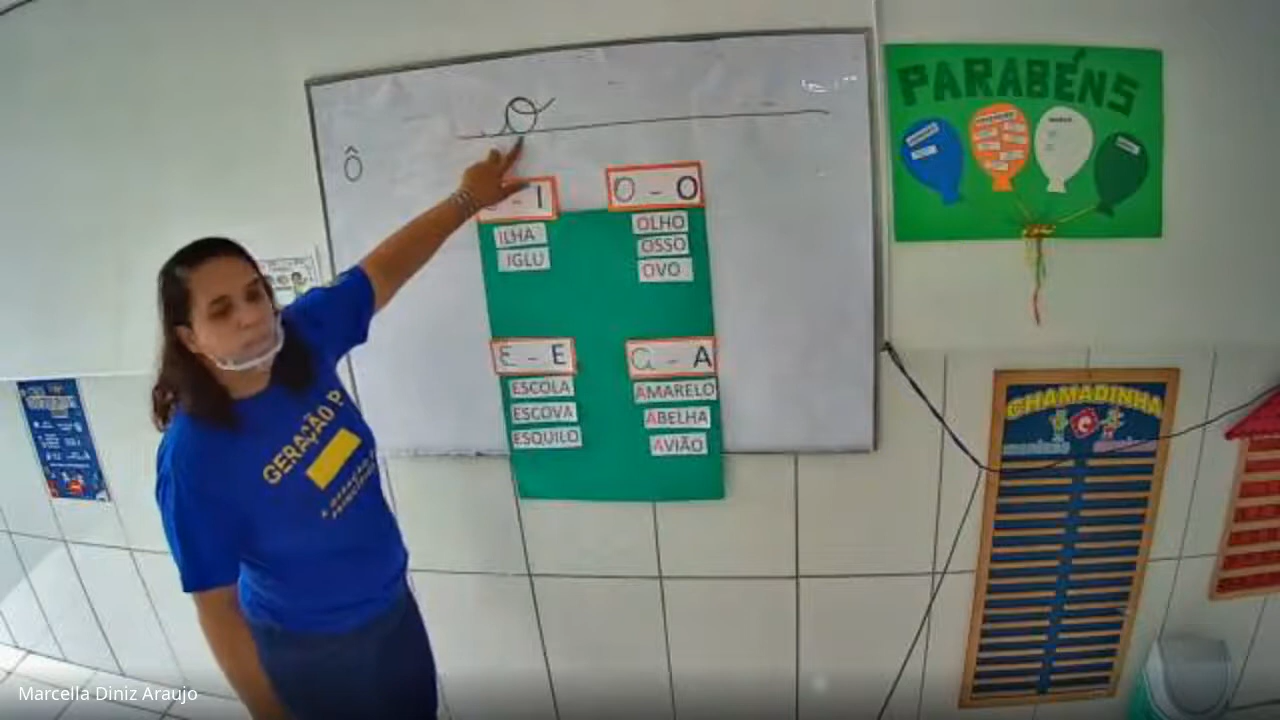 o
Ô
I
ILHA
IGLU
O - O
OLHO
OSSO
OVO
E - E
ESCOLA
ESCOVA
ESQUILO
a - A
AMARELO
ABELHA
AVIÃO
PARABÉNS
CHAMADINHA
GERAÇÃO P
Marcella Diniz Araujo